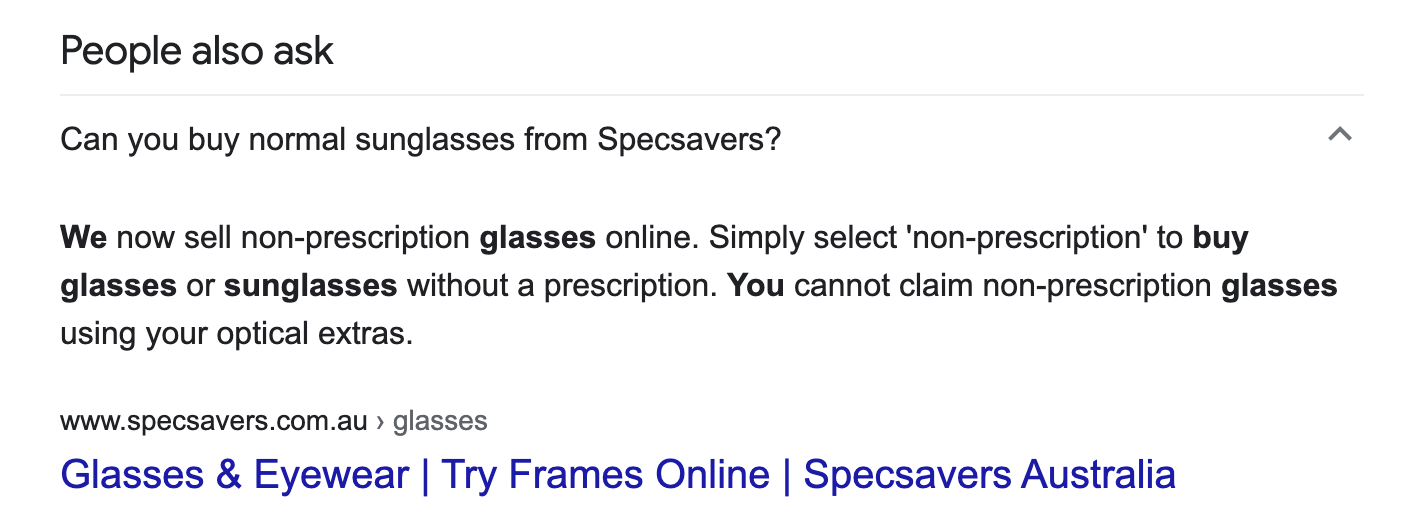 People also ask
Can you buy normal sunglasses from Specsavers?
We now sell non-prescription glasses online. Simply select 'non-prescription' to buy
glasses or sunglasses without a prescription. You cannot claim non-prescription glasses
using your optical extras.
www.specsavers.com.au › glasses
Glasses & Eyewear | Try Frames Online | Specsavers Australia